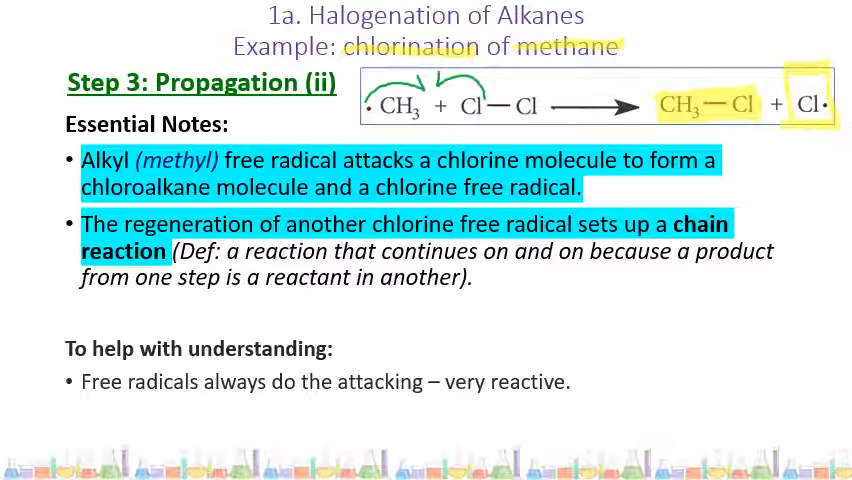 1a. Halogenation of Alkanes
Example: chlorination of methane
Step 3: Propagation (ii)
•CH₃ + Cl—Cl ⟶ CH₃—Cl + Cl•
Essential Notes:
• Alkyl (methyl) free radical attacks a chlorine molecule to form a
chloroalkane molecule and a chlorine free radical.
• The regeneration of another chlorine free radical sets up a chain
reaction (Def: a reaction that continues on and on because a product
from one step is a reactant in another).
To help with understanding:
• Free radicals always do the attacking – very reactive.